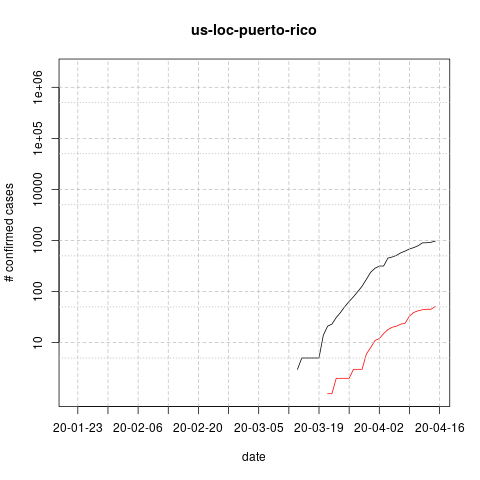 us-loc-puerto-rico
1e+06
1e+05
10000
1000
100
10
# confirmed cases
20-01-23 20-02-06 20-02-20 20-03-05 20-03-19 20-04-02 20-04-16
date